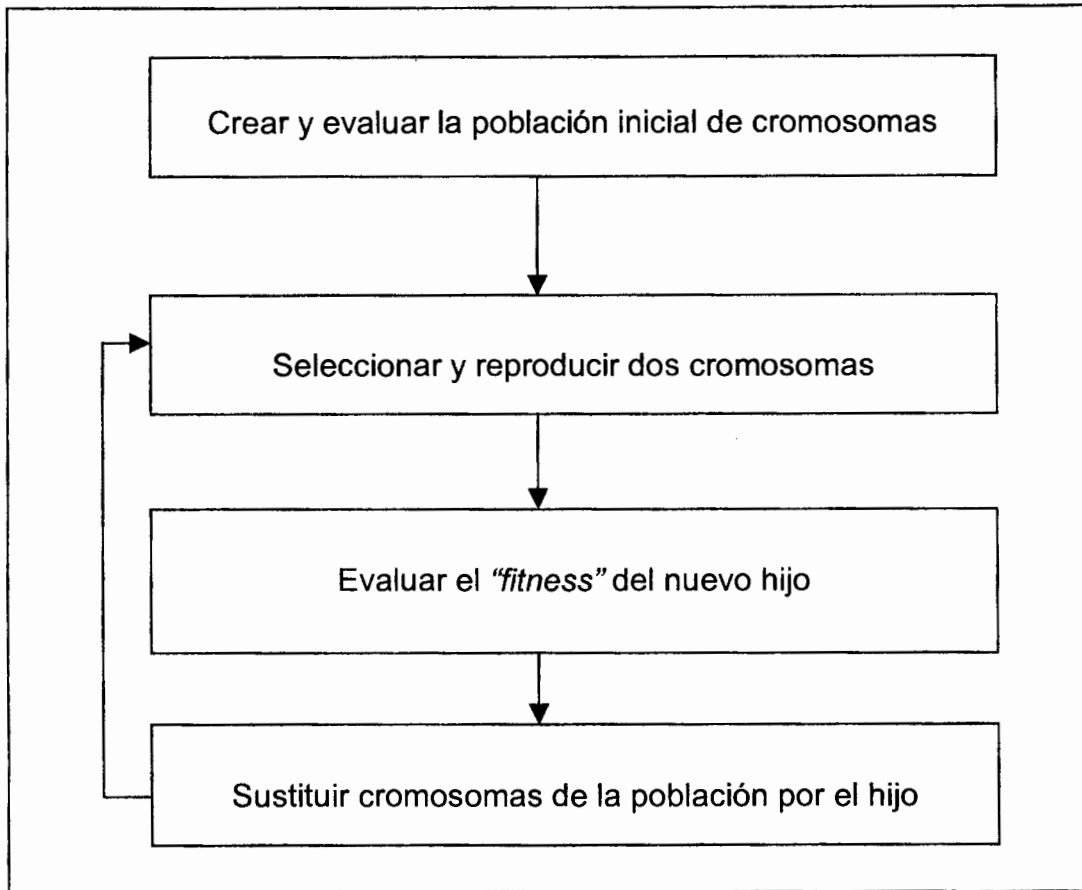 Crear y evaluar la población inicial de cromosomas
Seleccionar y reproducir dos cromosomas
Evaluar el “fitness” del nuevo hijo
Sustituir cromosomas de la población por el hijo